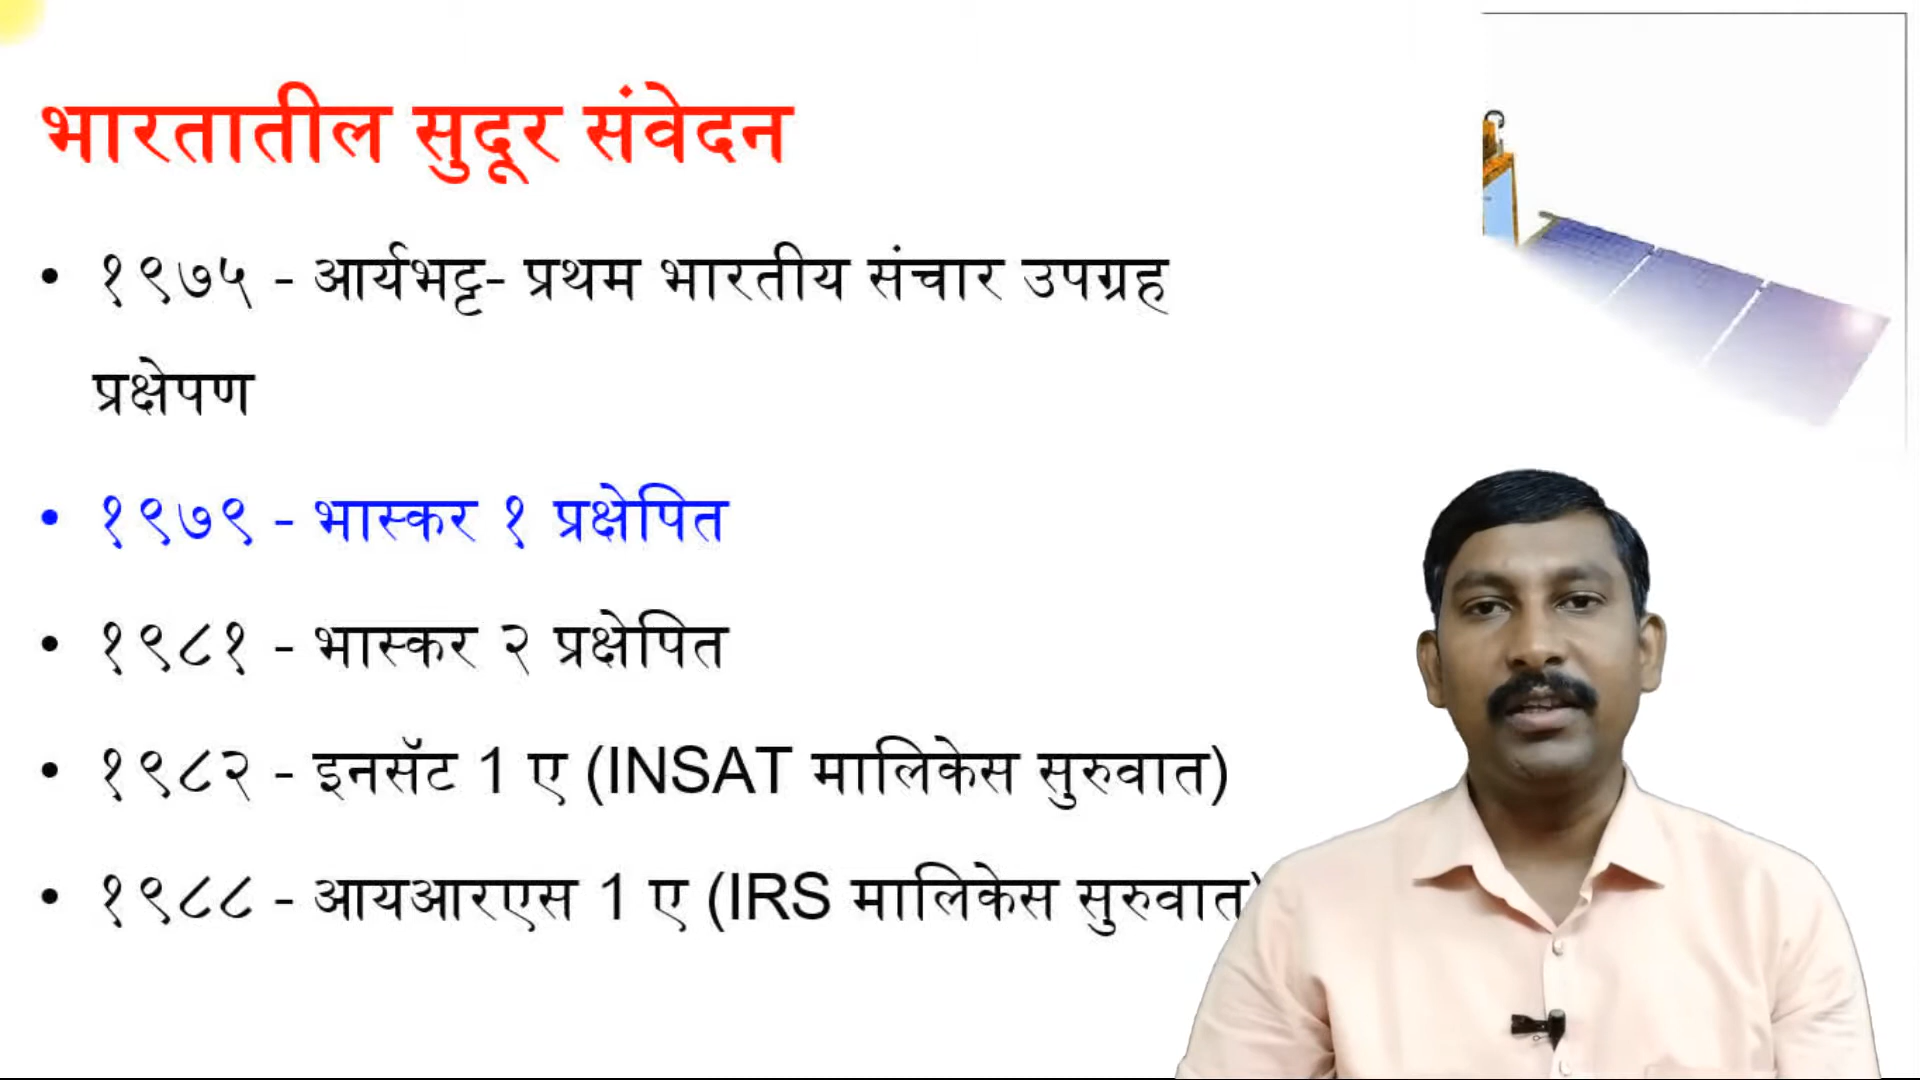 भारतातील सुदूर संवेदन
• १९७५ - आर्यभट्ट- प्रथम भारतीय संचार उपग्रह
प्रक्षेपण
• १९७९ - भास्कर १ प्रक्षेपित
• १९८१ - भास्कर २ प्रक्षेपित
• १९८२ - इनसॅट 1 ए (INSAT मालिकेस सुरुवात)
• १९८८ - आयआरएस 1 ए (IRS मालिकेस सुरुवात)